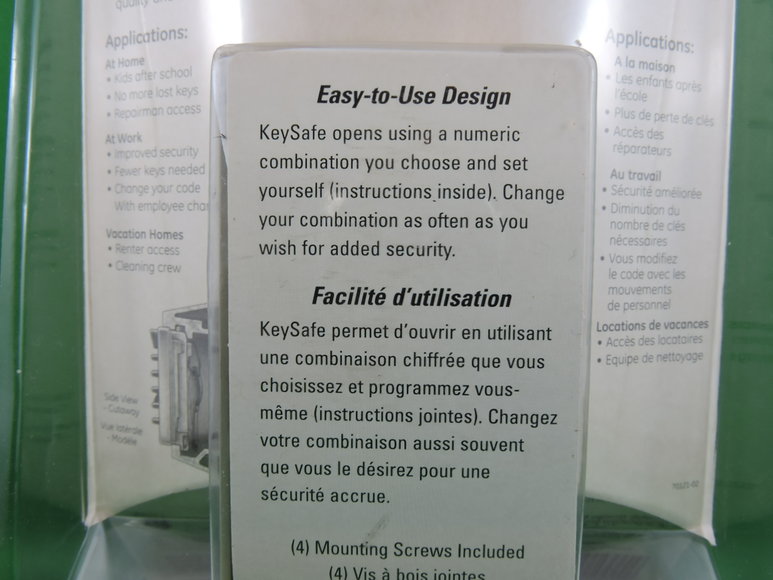 quality and
Applications:
At Home
• Kids after school
• No more lost keys
• Repairman access
At Work
• Improved security
• Fewer keys needed
• Change your code
With employee
Vacation Homes
• Renter access
• Cleaning crew
Side View
- Cutaway
Vue latérale
- Modèle
Easy-to-Use Design
KeySafe opens using a numeric
combination you choose and set
yourself (instructions inside). Change
your combination as often as you
wish for added security.
Facilité d'utilisation
KeySafe permet d'ouvrir en utilisant
une combinaison chiffrée que vous
choisissez et programmez vous-
même (instructions jointes). Changez
votre combinaison aussi souvent
que vous le désirez pour une
sécurité accrue.
(4) Mounting Screws Included
(4) Vis à bois jointes
Applications:
A la maison
• Les enfants après
l'école
• Plus de perte de clés
• Accès des
réparateurs
Au travail
• Sécurité améliorée
• Diminution du
nombre de clés
nécessaires
• Vous modifiez
le code avec les
mouvements
de personnel
Locations de vacances
• Accès des locataires
• Equipe de nettoyage